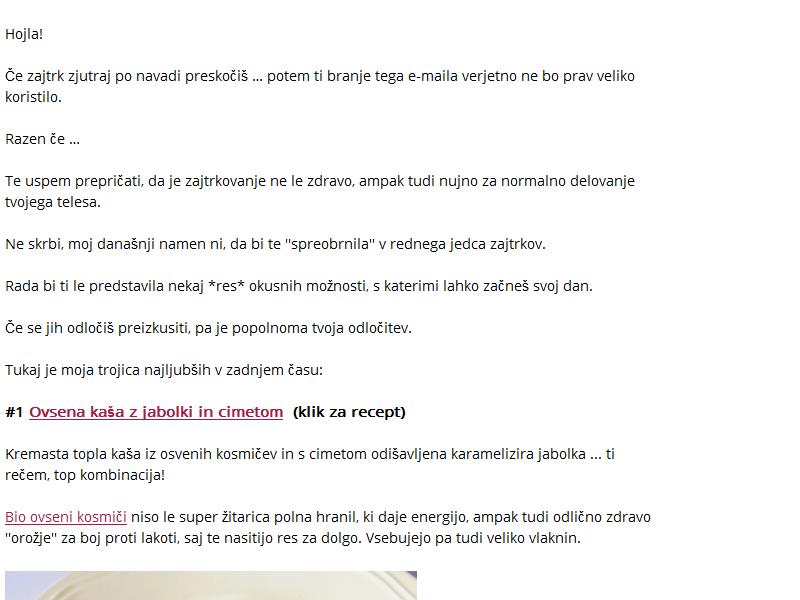 Hojla!
Če zajtrk zjutraj po navadi preskočiš ... potem ti branje tega e-maila verjetno ne bo prav veliko
koristilo.
Razen če ...
Te uspem prepričati, da je zajtrkovanje ne le zdravo, ampak tudi nujno za normalno delovanje
tvojega telesa.
Ne skrbi, moj današnji namen ni, da bi te "spreobrnila" v rednega jedca zajtrkov.
Rada bi ti le predstavila nekaj *res* okusnih možnosti, s katerimi lahko začneš svoj dan.
Če se jih odločiš preizkusiti, pa je popolnoma tvoja odločitev.
Tukaj je moja trojica najljubših v zadnjem času:
#1 Ovsena kaša z jabolki in cimetom (klik za recept)
Kremasta topla kaša iz osvenih kosmičev in s cimetom odišavljena karamelizira jabolka ... ti
rečem, top kombinacija!
Bio ovseni kosmiči niso le super žitarica polna hranil, ki daje energijo, ampak tudi odlično zdravo
"orožje" za boj proti lakoti, saj te nasitijo res za dolgo. Vsebujejo pa tudi veliko vlaknin.